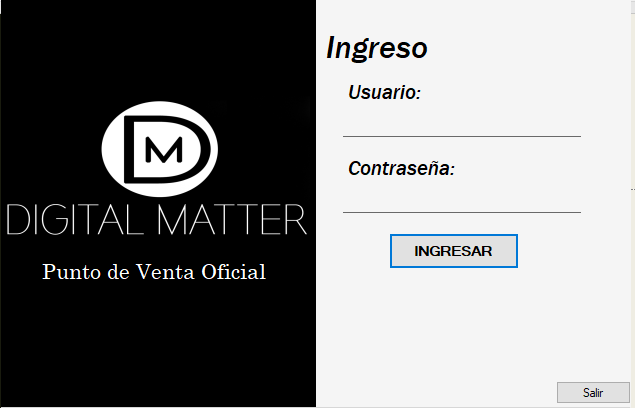 DM
DIGITAL MATTER
Punto de Venta Oficial
Ingreso
Usuario:
Contraseña:
INGRESAR
Salir